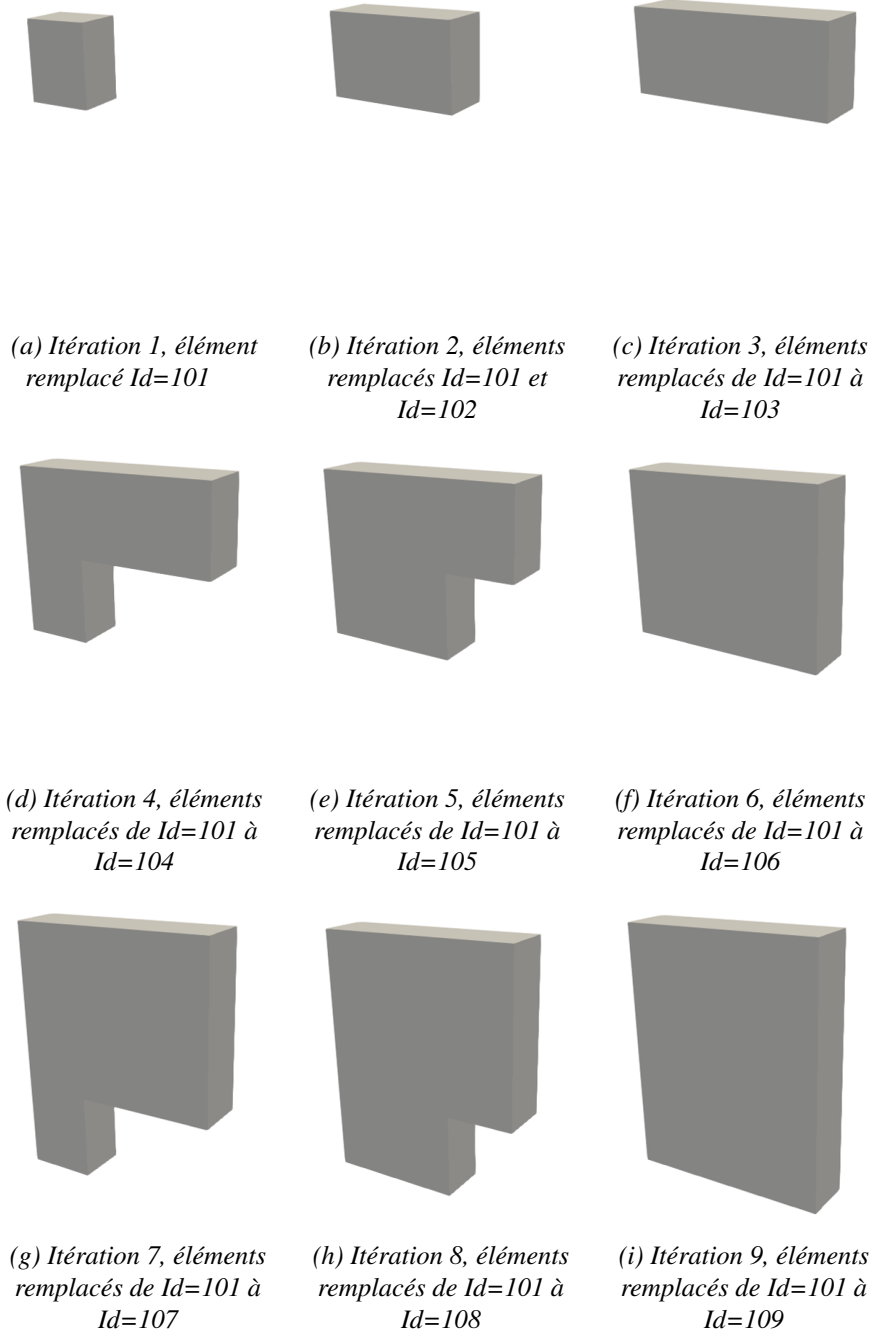 (a) Itération 1, élément
remplacé Id=101
(b) Itération 2, éléments
remplacés Id=101 et
Id=102
(c) Itération 3, éléments
remplacés de Id=101 à
Id=103
(d) Itération 4, éléments
remplacés de Id=101 à
Id=104
(e) Itération 5, éléments
remplacés de Id=101 à
Id=105
(f) Itération 6, éléments
remplacés de Id=101 à
Id=106
(g) Itération 7, éléments
remplacés de Id=101 à
Id=107
(h) Itération 8, éléments
remplacés de Id=101 à
Id=108
(i) Itération 9, éléments
remplacés de Id=101 à
Id=109